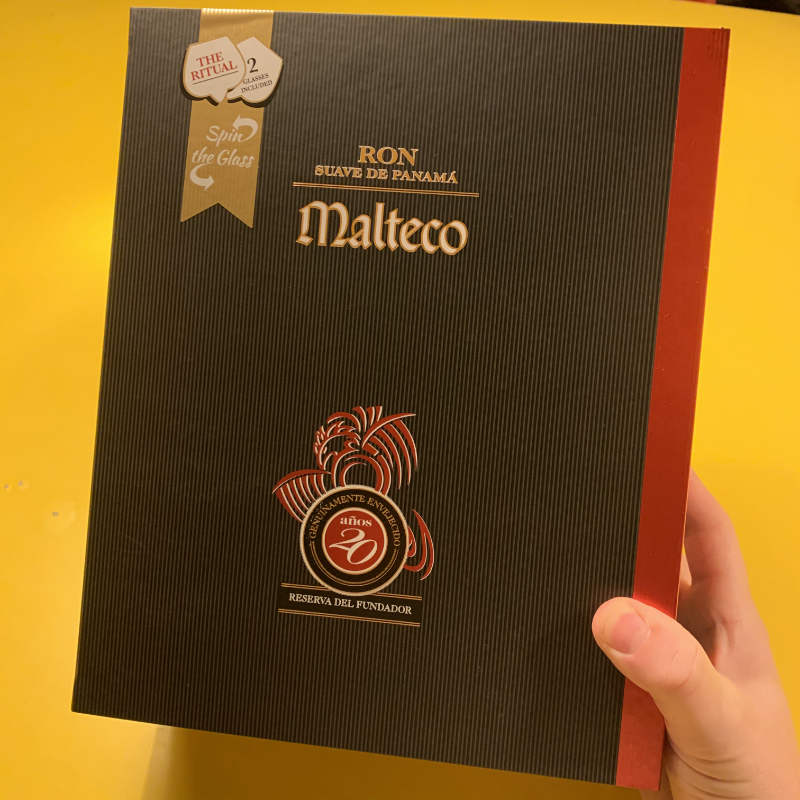 THE
RITUAL
2
GLASSES
INCLUDED
Spin
the Glass
RON
SUAVE DE PANAMÁ
Malteco
GENUÍNAMENTE ENVEJECIDO
años
20
RESERVA DEL FUNDADOR